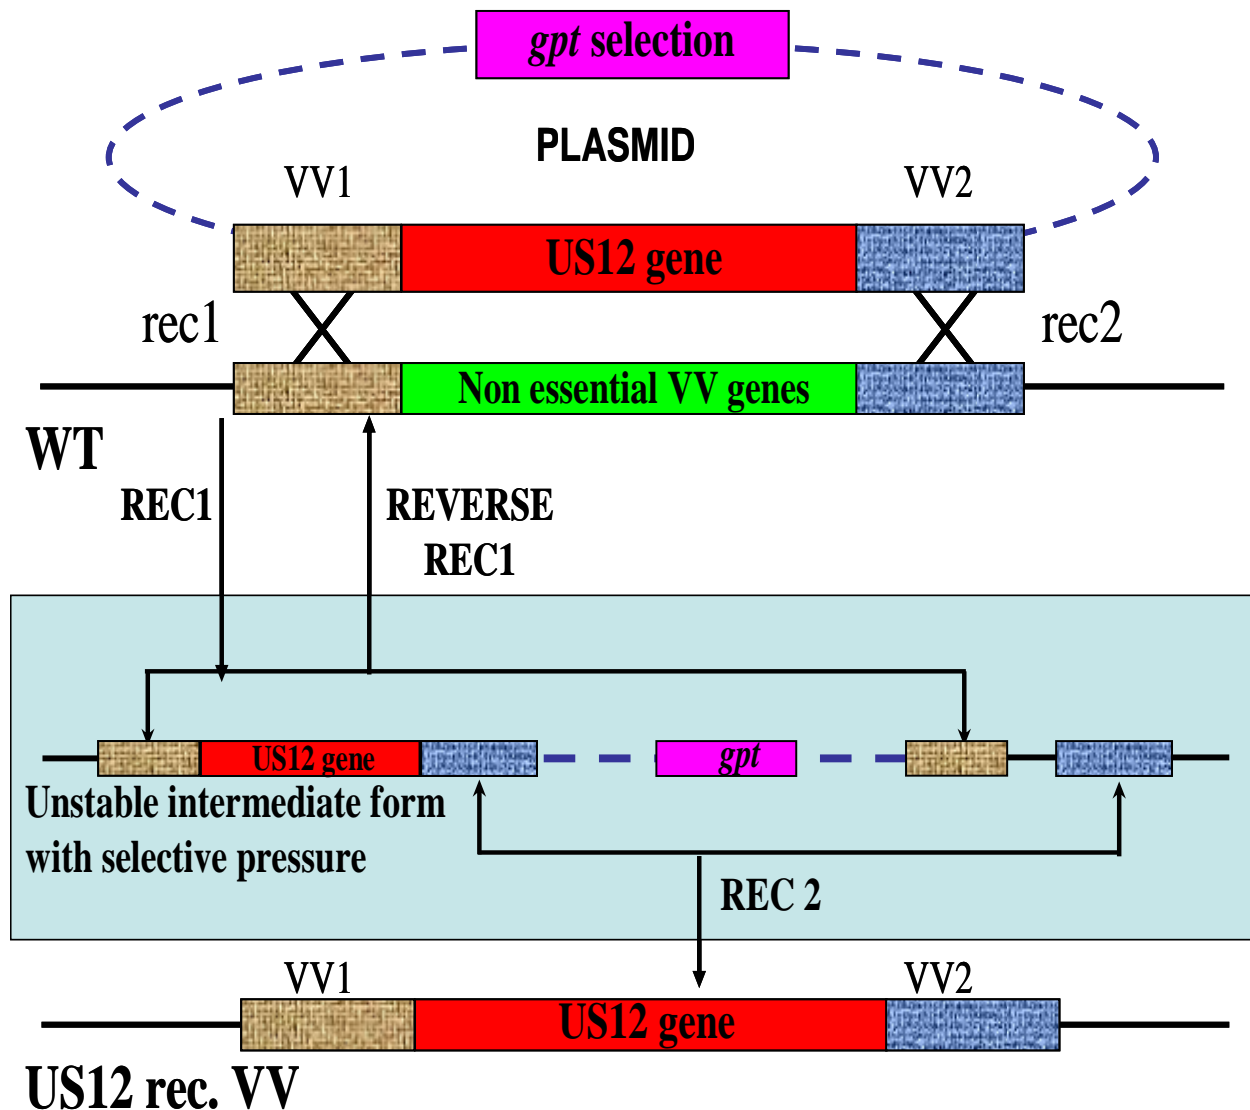 gpt selection
PLASMID
VV1
VV2
US12 gene
rec1
rec2
Non essential VV genes
WT
REC1
REVERSE
REC1
US12 gene
gpt
Unstable intermediate form
with selective pressure
REC 2
VV1
VV2
US12 gene
US12 rec. VV